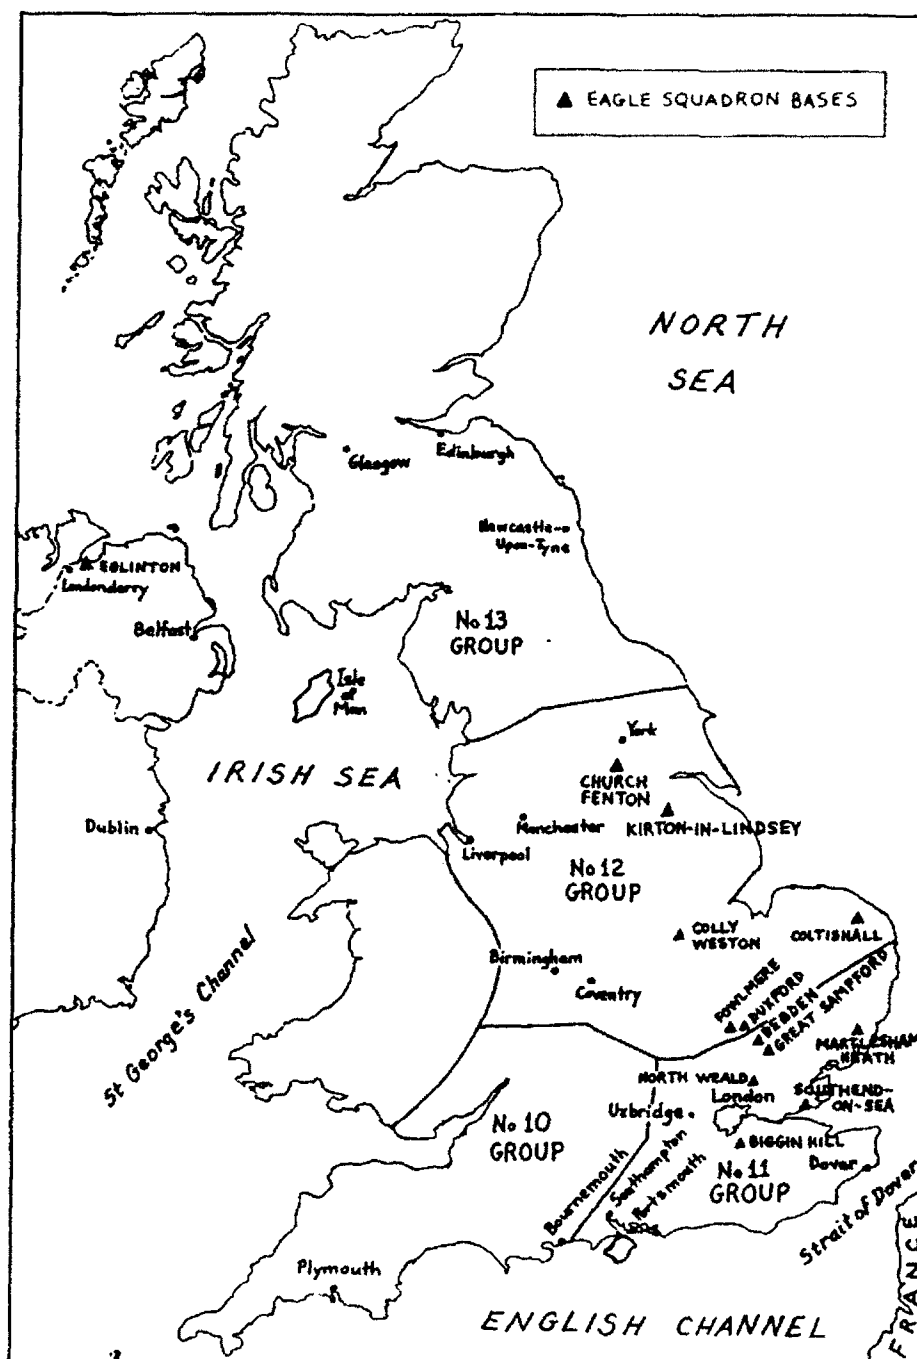 ▲ EAGLE SQUADRON BASES
NORTH
SEA
Glasgow
Edinburgh
Newcastle-
Upon-Tyne
EGLINTON
Londonderry
Belfast
No 13
GROUP
Isle
of
Man
York
IRISH SEA
CHURCH
FENTON
Dublin
Manchester
KIRTON-IN-LINDSEY
Liverpool
No 12
GROUP
St George's Channel
COLLY
WESTON
COLTISHALL
Birmingham
Coventry
FOWLMERE
DUXFORD
DEBDEN
GREAT SAMPFORD
MARTLESHAM
HEATH
NORTH WEALD
London
SOUTHEND-
ON-SEA
Uxbridge
No 10
GROUP
BIGGIN HILL
Dover
No 11
GROUP
Bournemouth
Southampton
Portsmouth
Strait of Dover
FRANCE
Plymouth
ENGLISH CHANNEL